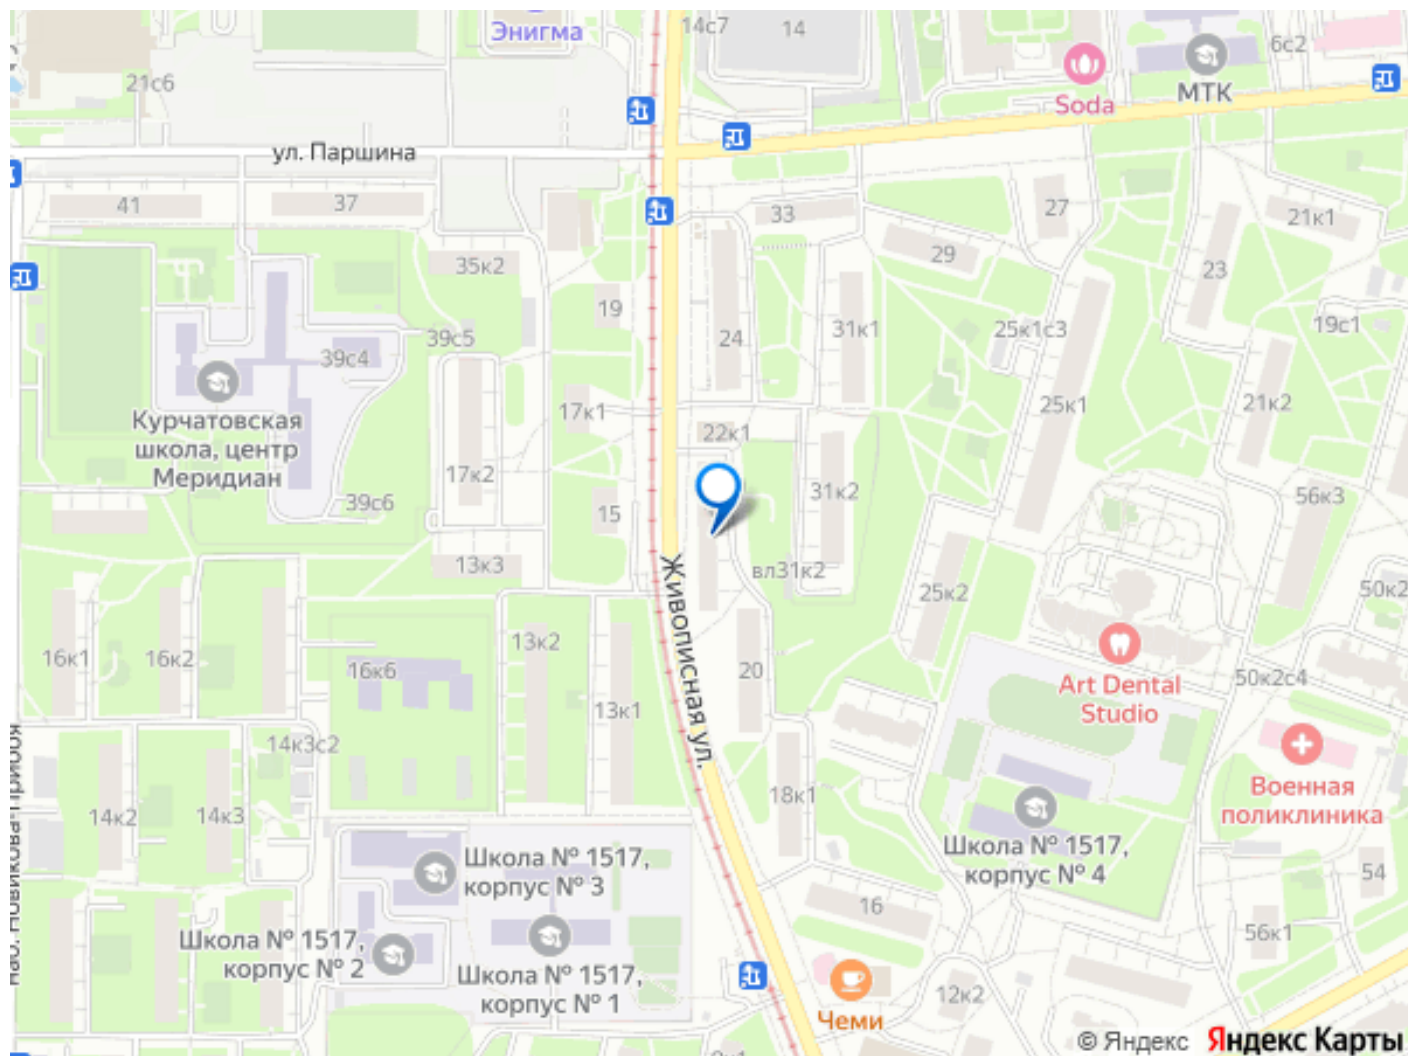 Энигма
14с7
14
6с2
21с6
Soda
МТК
ул. Паршина
41
37
33
27
21к1
35к2
29
23
19
39с5
24
31к1
25к1с3
19с1
39с4
Курчатовская
школа, центр
Меридиан
17к1
22к1
25к1
21к2
17к2
31к2
56к3
39с6
15
13к3
вл31к2
25к2
50к2
Живописная ул.
16к1
16к2
16к6
13к2
20
Art Dental
Studio
50к2с4
13к1
14к3с2
Военная
поликлиника
14к2
14к3
18к1
Школа № 1517,
корпус № 4
Школа № 1517,
корпус № 3
54
16
наб. Новикова-Прибоя
Школа № 1517,
корпус № 2
Школа № 1517,
корпус № 1
56к1
12к2
Чеми
© Яндекс Яндекс Карты